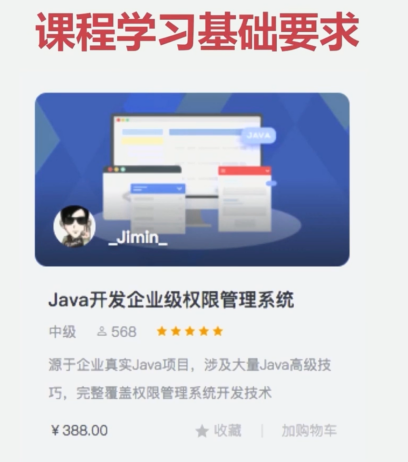 课程学习基础要求
JAVA
_Jimin_
Java开发企业级权限管理系统
中级 568
源于企业真实Java项目，涉及大量Java高级技
巧，完整覆盖权限管理系统开发技术
￥388.00 收藏 | 加购物车